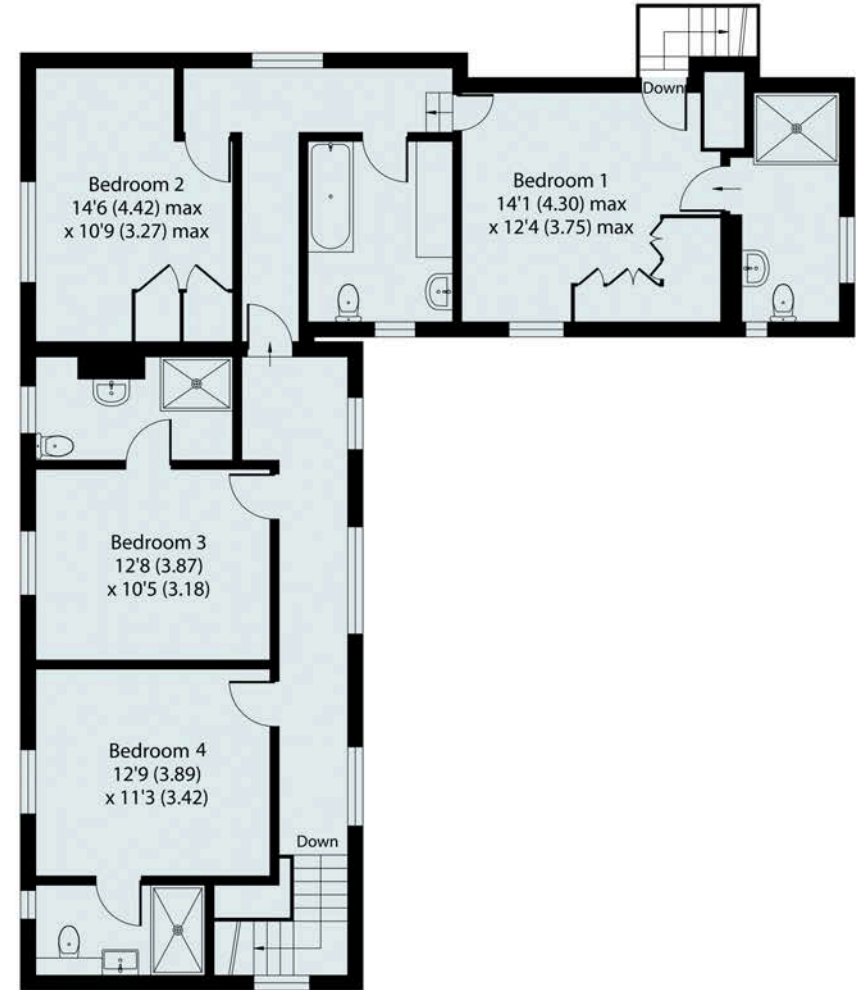 Down
Bedroom 1
14'1 (4.30) max
x 12'4 (3.75) max
Bedroom 2
14'6 (4.42) max
x 10'9 (3.27) max
Bedroom 3
12'8 (3.87)
x 10'5 (3.18)
Bedroom 4
12'9 (3.89)
x 11'3 (3.42)
Down